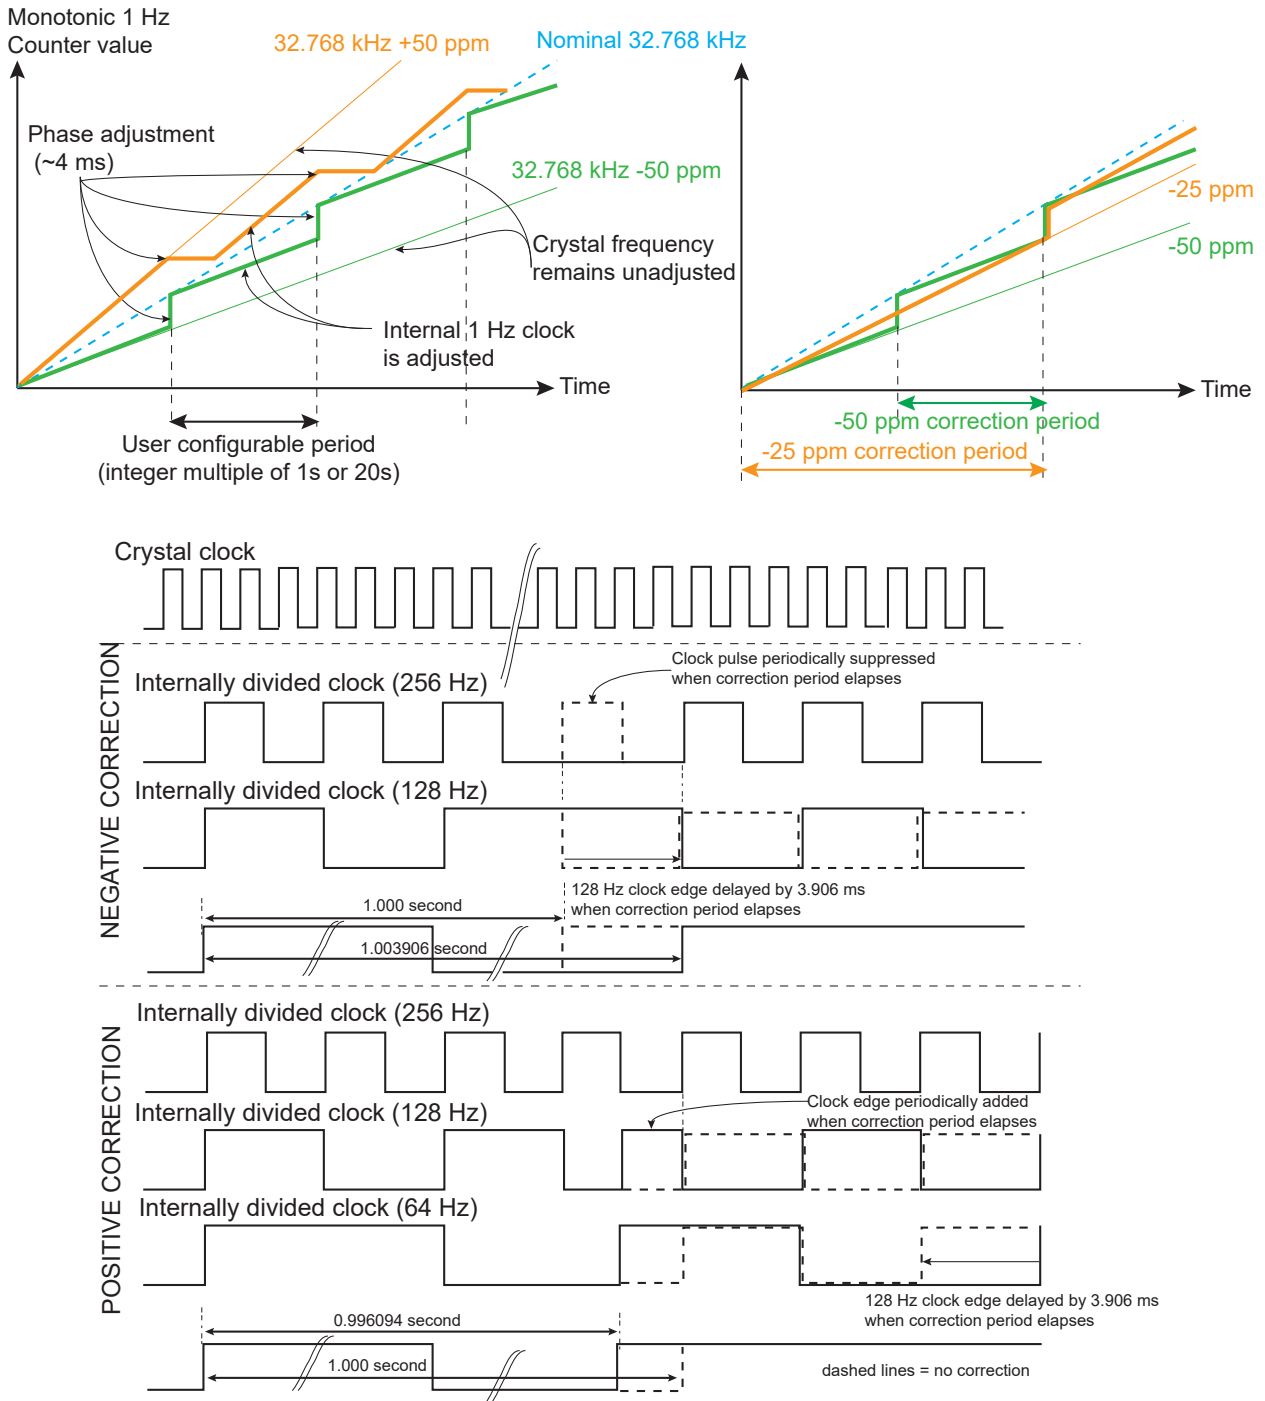 Monotonic 1 Hz
Counter value
32.768 kHz +50 ppm
Nominal 32.768 kHz
Phase adjustment
(~4 ms)
32.768 kHz -50 ppm
Crystal frequency
remains unadjusted
Internal 1 Hz clock
is adjusted
Time
User configurable period
(integer multiple of 1s or 20s)
-25 ppm
-50 ppm
Time
-50 ppm correction period
-25 ppm correction period
Crystal clock
NEGATIVE CORRECTION
Internally divided clock (256 Hz)
Clock pulse periodically suppressed
when correction period elapses
Internally divided clock (128 Hz)
128 Hz clock edge delayed by 3.906 ms
when correction period elapses
1.000 second
1.003906 second
POSITIVE CORRECTION
Internally divided clock (256 Hz)
Internally divided clock (128 Hz)
Clock edge periodically added
when correction period elapses
Internally divided clock (64 Hz)
128 Hz clock edge delayed by 3.906 ms
when correction period elapses
0.996094 second
1.000 second
dashed lines = no correction